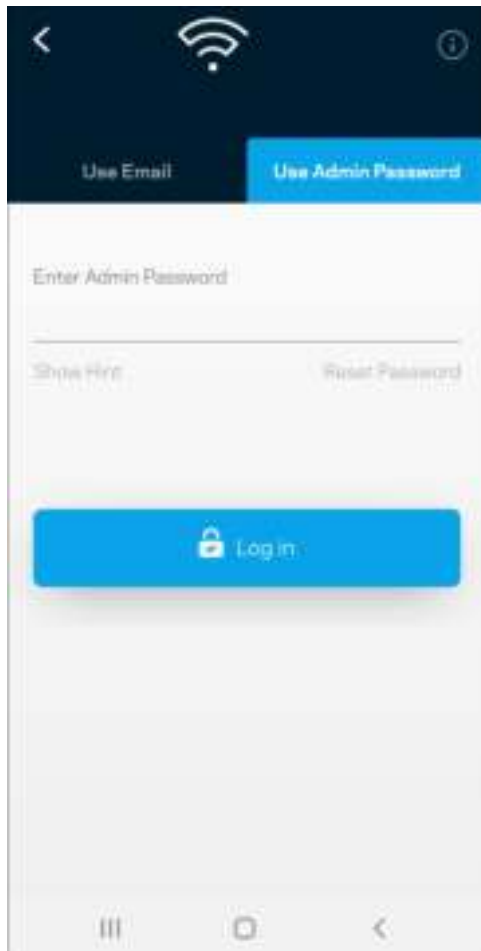 Use Email
Use Admin Password
Enter Admin Password
Show Hint
Reset Password
Log in